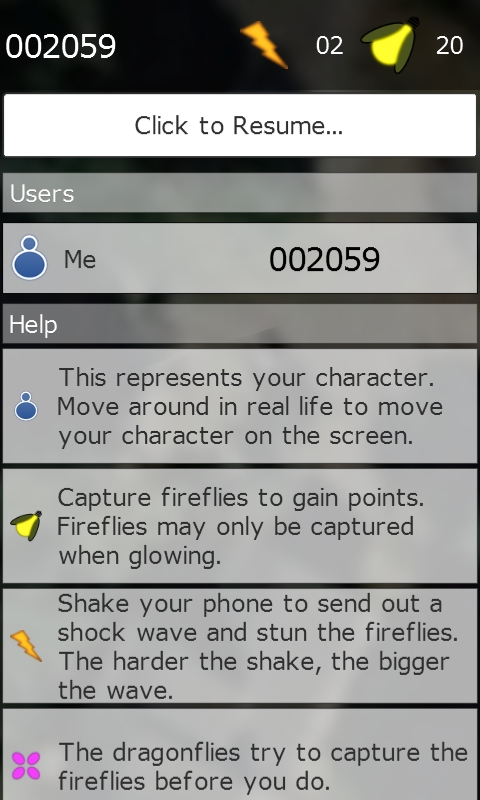 002059 02 20
Click to Resume...
Users
Me 002059
Help
This represents your character.
Move around in real life to move
your character on the screen.
Capture fireflies to gain points.
Fireflies may only be captured
when glowing.
Shake your phone to send out a
shock wave and stun the fireflies.
The harder the shake, the bigger
the wave.
The dragonflies try to capture the
fireflies before you do.